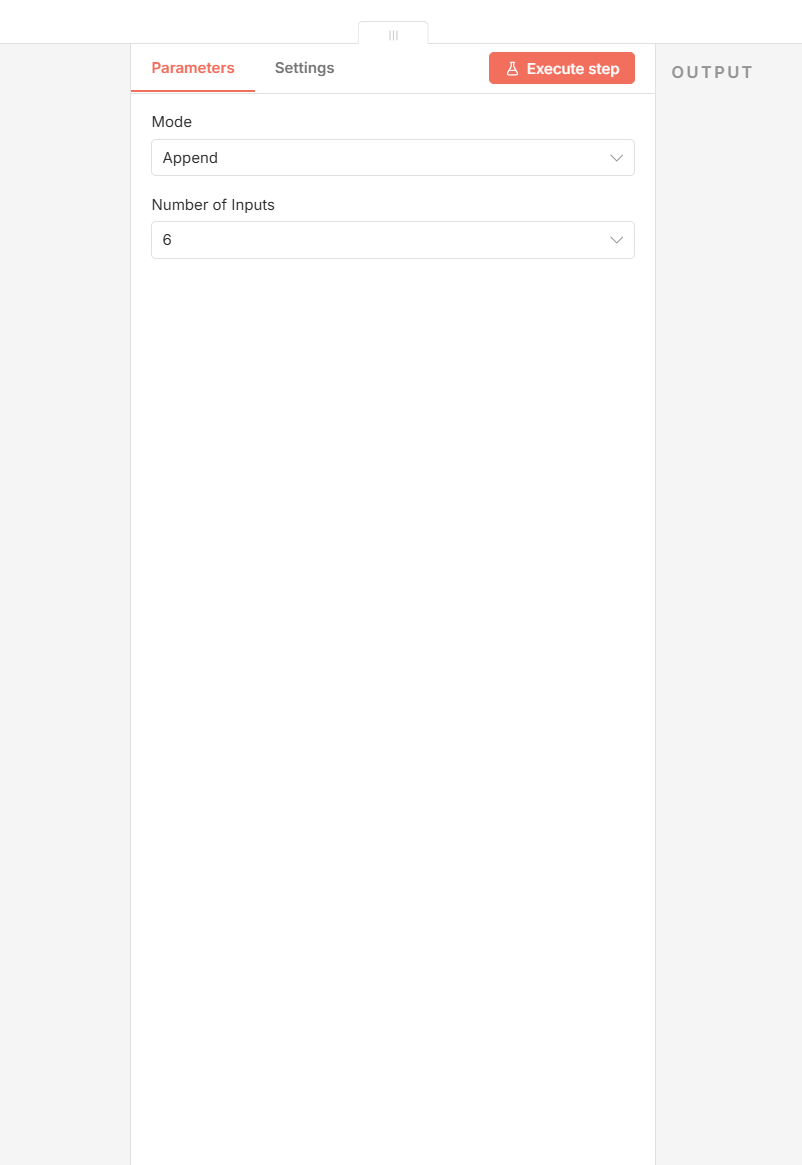 Parameters
Settings
Execute step
OUTPUT
Mode
Append
Number of Inputs
6